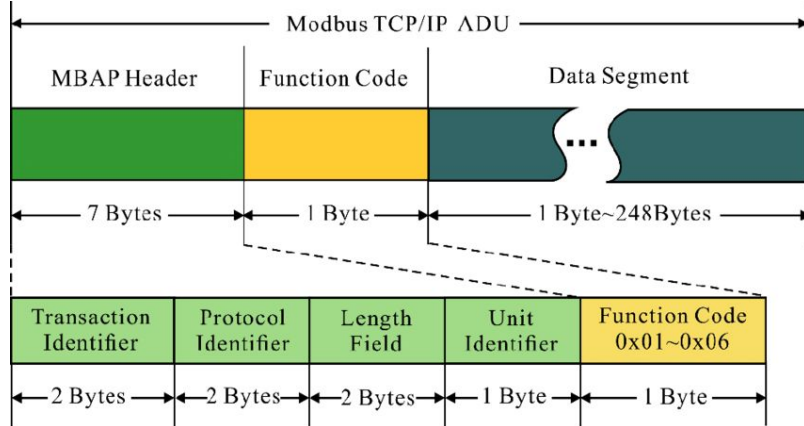 Modbus TCP/IP ADU
MBAP Header Function Code Data Segment
...
7 Bytes 1 Byte 1 Byte~248Bytes
Transaction Identifier
Protocol Identifier
Length Field
Unit Identifier
Function Code
0x01~0x06
2 Bytes 2 Bytes 2 Bytes 1 Byte 1 Byte